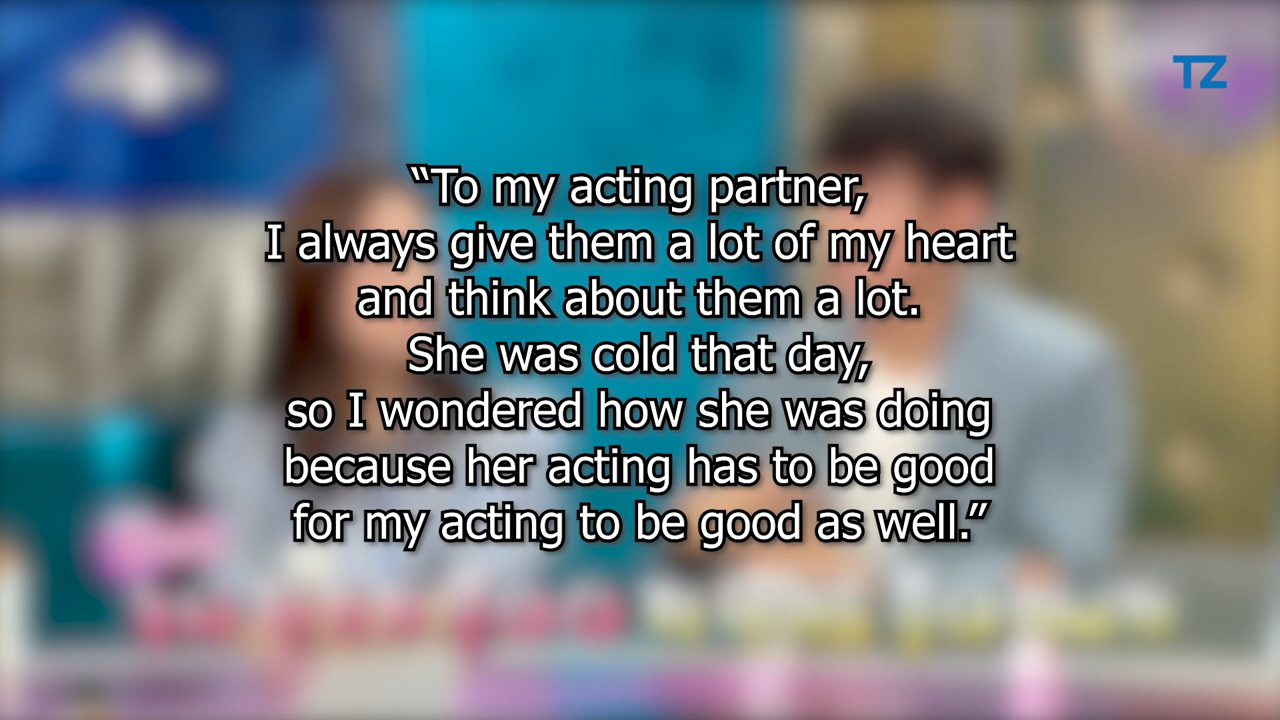 TZ
“To my acting partner,
I always give them a lot of my heart
and think about them a lot.
She was cold that day,
so I wondered how she was doing
because her acting has to be good
for my acting to be good as well.”